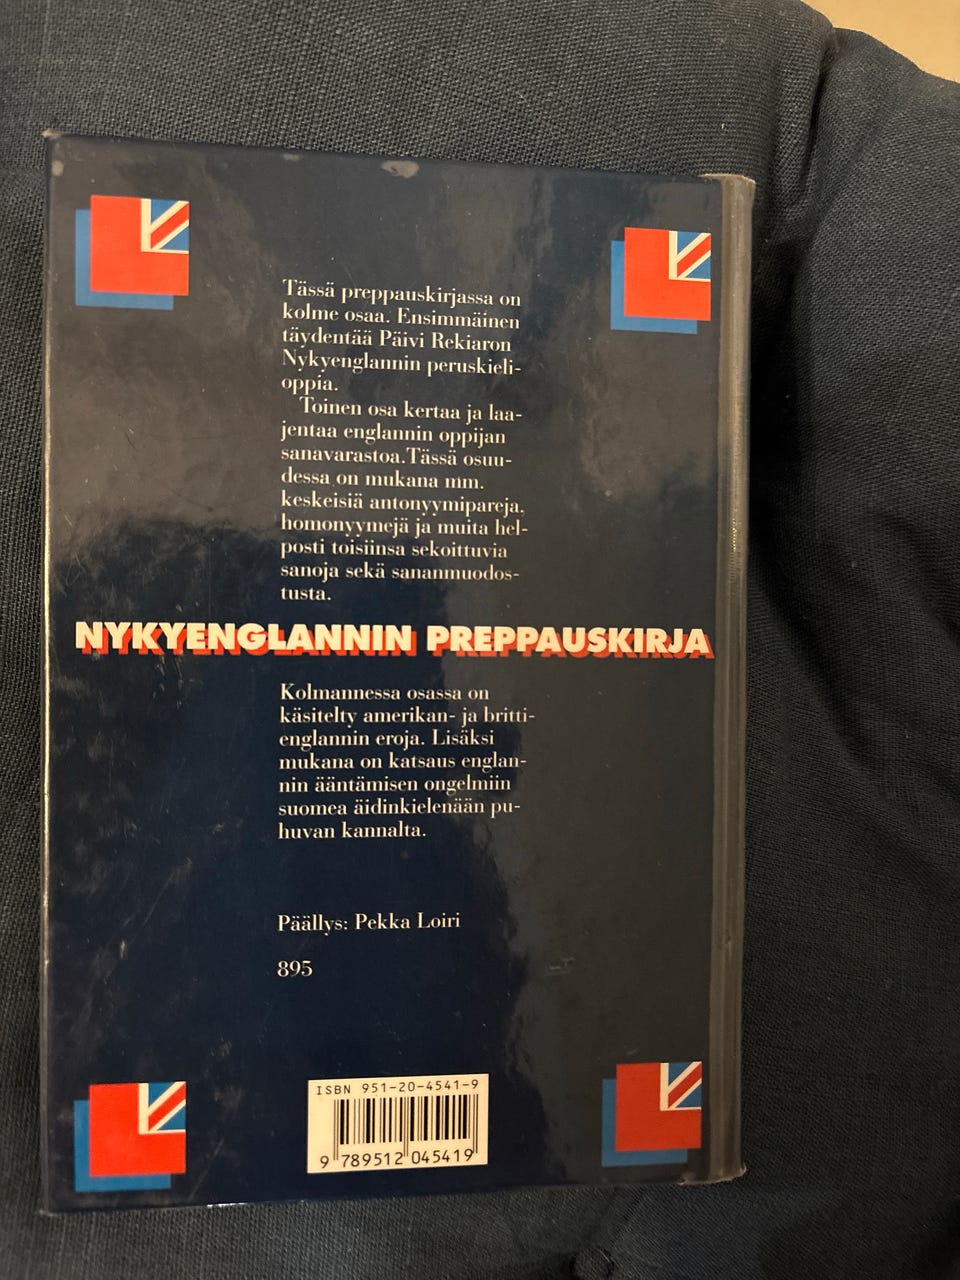 Tässä preppauskirjassa on
kolme osaa. Ensimmäinen
täydentää Päivi Rekiaron
Nykyenglannin peruskieli-
oppia.
Toinen osa kertaa ja laa-
jentaa englannin oppijan
sanavarastoa.Tässä osuu-
dessa on mukana mm.
keskeisiä antonyymipareja,
homonyymejä ja muita hel-
posti toisiinsa sekoittuvia
sanoja sekä sananmuodos-
tusta.
NYKYENGLANNIN PREPPAUSKIRJA
Kolmannessa osassa on
käsitelty amerikan- ja britti-
englannin eroja. Lisäksi
mukana on katsaus englan-
nin ääntämisen ongelmiin
suomea äidinkielenään pu-
huvan kannalta.
Päällys: Pekka Loiri
895
ISBN 951-20-4541-9
9 789512 045419